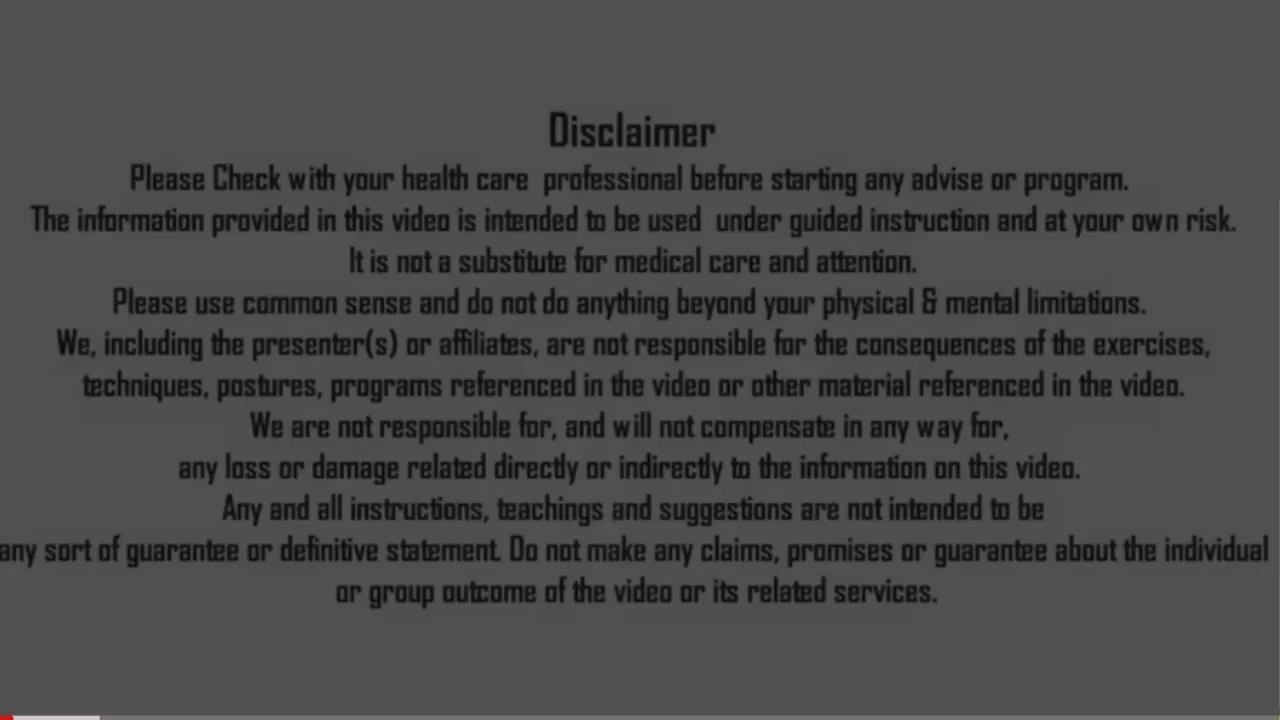 Disclaimer
Please Check with your health care professional before starting any advise or program.
The information provided in this video is intended to be used under guided instruction and at your own risk.
It is not a substitute for medical care and attention.
Please use common sense and do not do anything beyond your physical & mental limitations.
We, including the presenter(s) or affiliates, are not responsible for the consequences of the exercises,
techniques, postures, programs referenced in the video or other material referenced in the video.
We are not responsible for, and will not compensate in any way for,
any loss or damage related directly or indirectly to the information on this video.
Any and all instructions, teachings and suggestions are not intended to be
any sort of guarantee or definitive statement. Do not make any claims, promises or guarantee about the individual
or group outcome of the video or its related services.